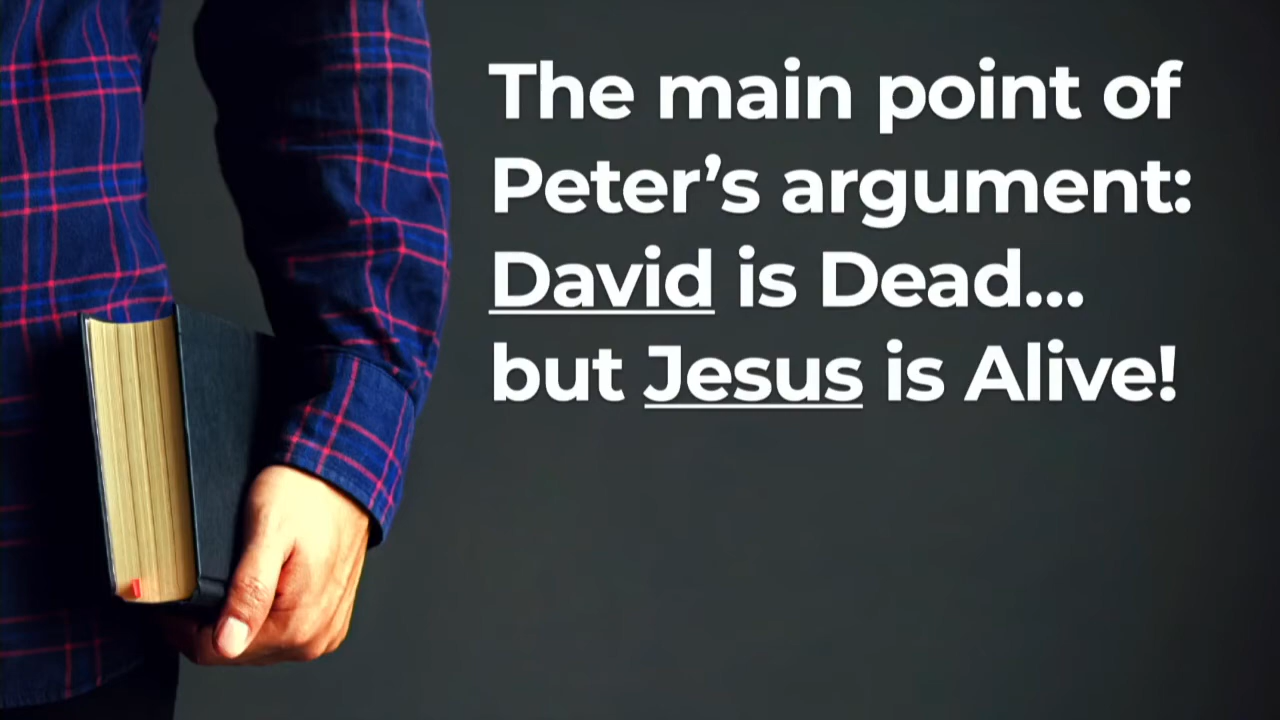 The main point of
Peter’s argument:
David is Dead...
but Jesus is Alive!